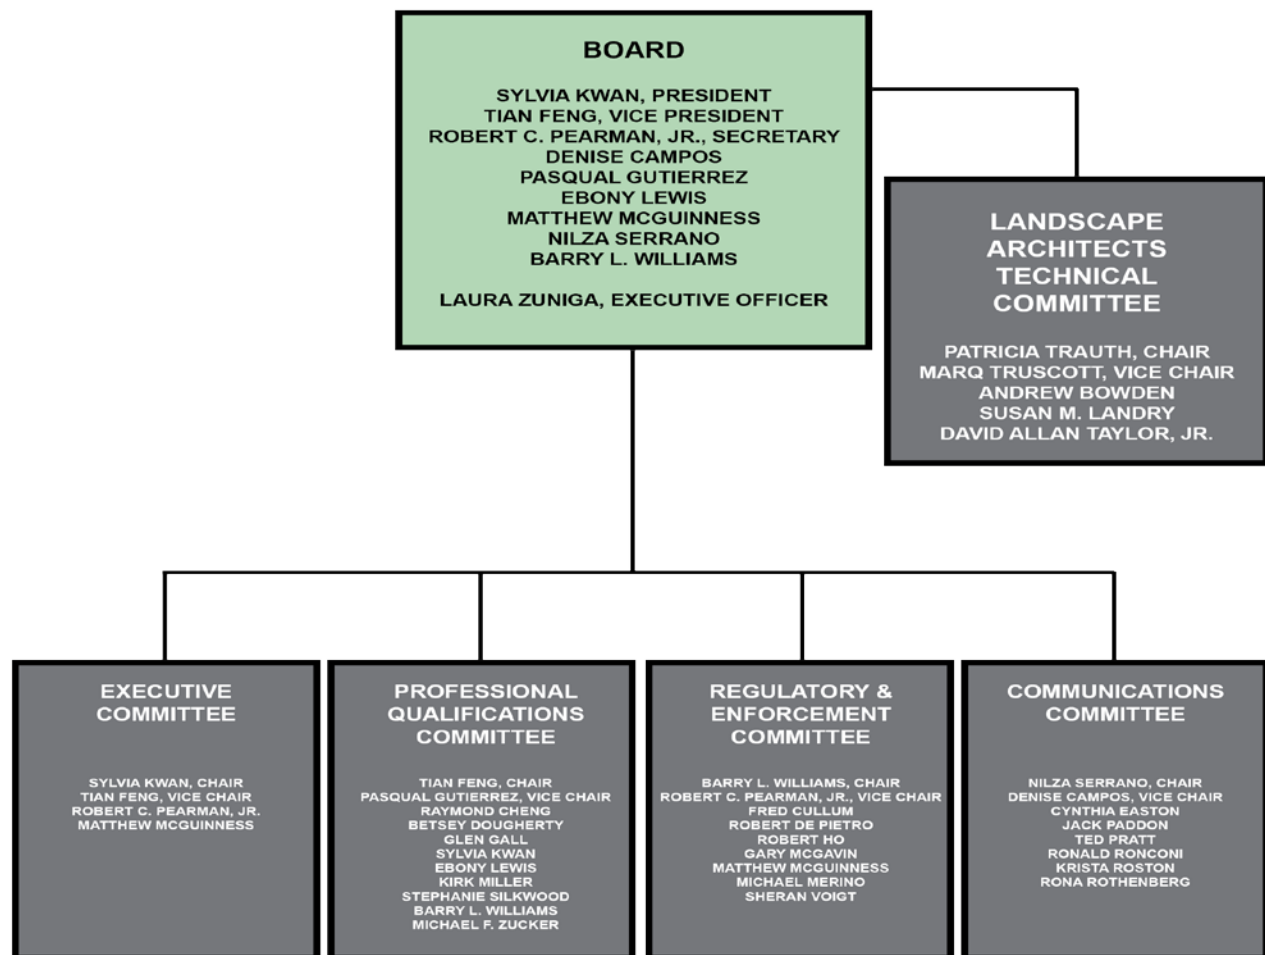 BOARD
SYLVIA KWAN, PRESIDENT
TIAN FENG, VICE PRESIDENT
ROBERT C. PEARMAN, JR., SECRETARY
DENISE CAMPOS
PASQUAL GUTIERREZ
EBONY LEWIS
MATTHEW MCGUINNESS
NILZA SERRANO
BARRY L. WILLIAMS
LAURA ZUNIGA, EXECUTIVE OFFICER
LANDSCAPE
ARCHITECTS
TECHNICAL
COMMITTEE
PATRICIA TRAUTH, CHAIR
MARQ TRUSCOTT, VICE CHAIR
ANDREW BOWDEN
SUSAN M. LANDRY
DAVID ALLAN TAYLOR, JR.
EXECUTIVE
COMMITTEE
SYLVIA KWAN, CHAIR
TIAN FENG, VICE CHAIR
ROBERT C. PEARMAN, JR.
MATTHEW MCGUINNESS
PROFESSIONAL
QUALIFICATIONS
COMMITTEE
TIAN FENG, CHAIR
PASQUAL GUTIERREZ, VICE CHAIR
RAYMOND CHENG
BETSEY DOUGHERTY
GLEN GALL
SYLVIA KWAN
EBONY LEWIS
KIRK MILLER
STEPHANIE SILKWOOD
BARRY L. WILLIAMS
MICHAEL F. ZUCKER
REGULATORY &
ENFORCEMENT
COMMITTEE
BARRY L. WILLIAMS, CHAIR
ROBERT C. PEARMAN, JR., VICE CHAIR
FRED CULLUM
ROBERT DE PIETRO
ROBERT HO
GARY MCGAVIN
MATTHEW MCGUINNESS
MICHAEL MERINO
SHERAN VOIGT
COMMUNICATIONS
COMMITTEE
NILZA SERRANO, CHAIR
DENISE CAMPOS, VICE CHAIR
CYNTHIA EASTON
JACK PADDON
TED PRATT
RONALD RONCONI
KRISTA ROSTON
RONA ROTHENBERG